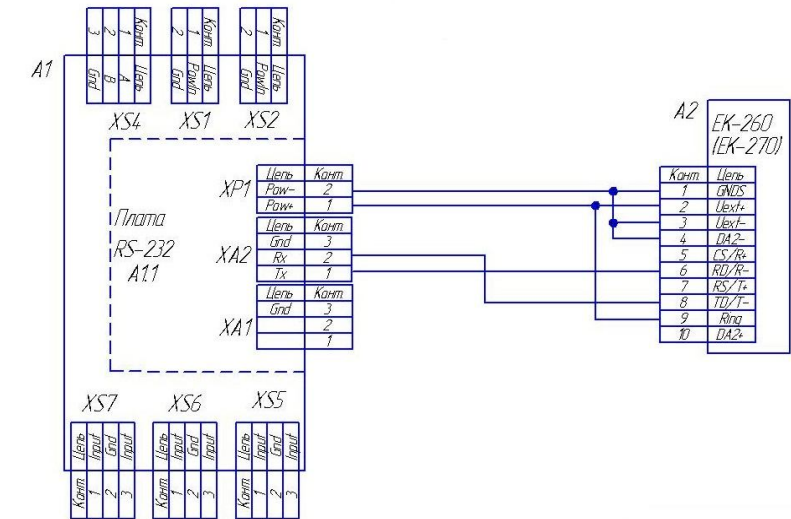 A1
Конт. Цепь
1 A
2 B
3 Gnd
XS4
Конт. Цепь
1 PowIn
2 Gnd
XS1
Конт. Цепь
1 PowIn
2 Gnd
XS2
Плата
RS-232
A1.1
XP1
Цепь Конт.
Pow- 2
Pow+ 1
XA2
Цепь Конт.
Gnd 3
Rx 2
Tx 1
XA1
Цепь Конт.
Gnd 3
2
1
A2
EK-260
(EK-270)
Конт. Цепь
1 GNDS
2 Uext+
3 Uext-
4 DA2-
5 CS/R+
6 RD/R-
7 RS/T+
8 TD/T-
9 Ring
10 DA2+
XS7
Цепь Input Gnd Input
Конт. 1 2 3
XS6
Цепь Input Gnd Input
Конт. 1 2 3
XS5
Цепь Input Gnd Input
Конт. 1 2 3